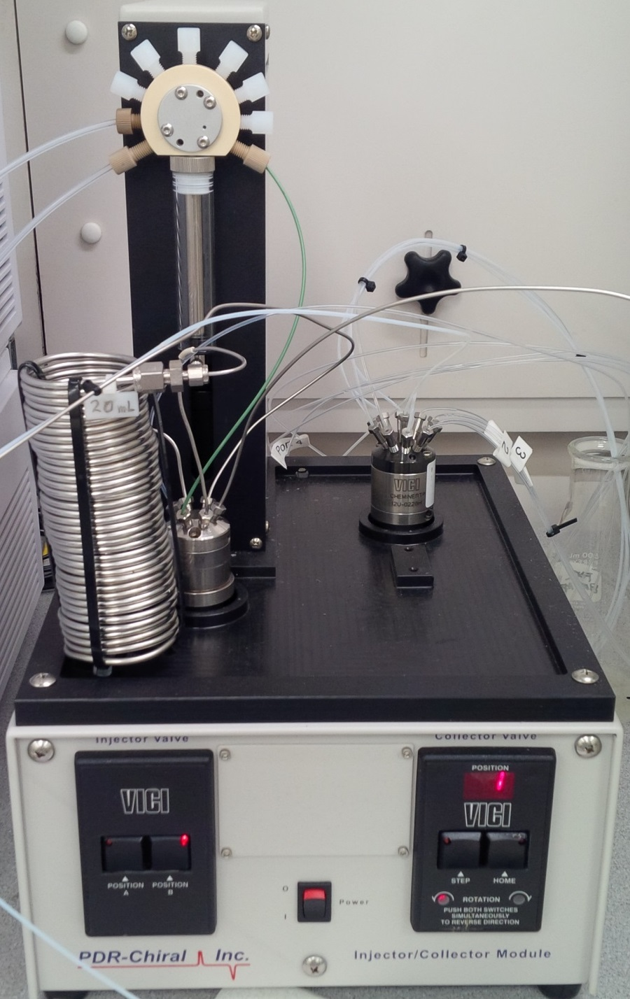 20 mL
2
3
VICI
CHEMINERT
Injector Valve
Collector Valve
VICI
POSITION
A
POSITION
B
POSITION
1
VICI
STEP
HOME
ROTATION
PUSH BOTH SWITCHES
SIMULTANEOUSLY
TO REVERSE DIRECTION
O
Power
I
PDR-Chiral Inc.
Injector/Collector Module